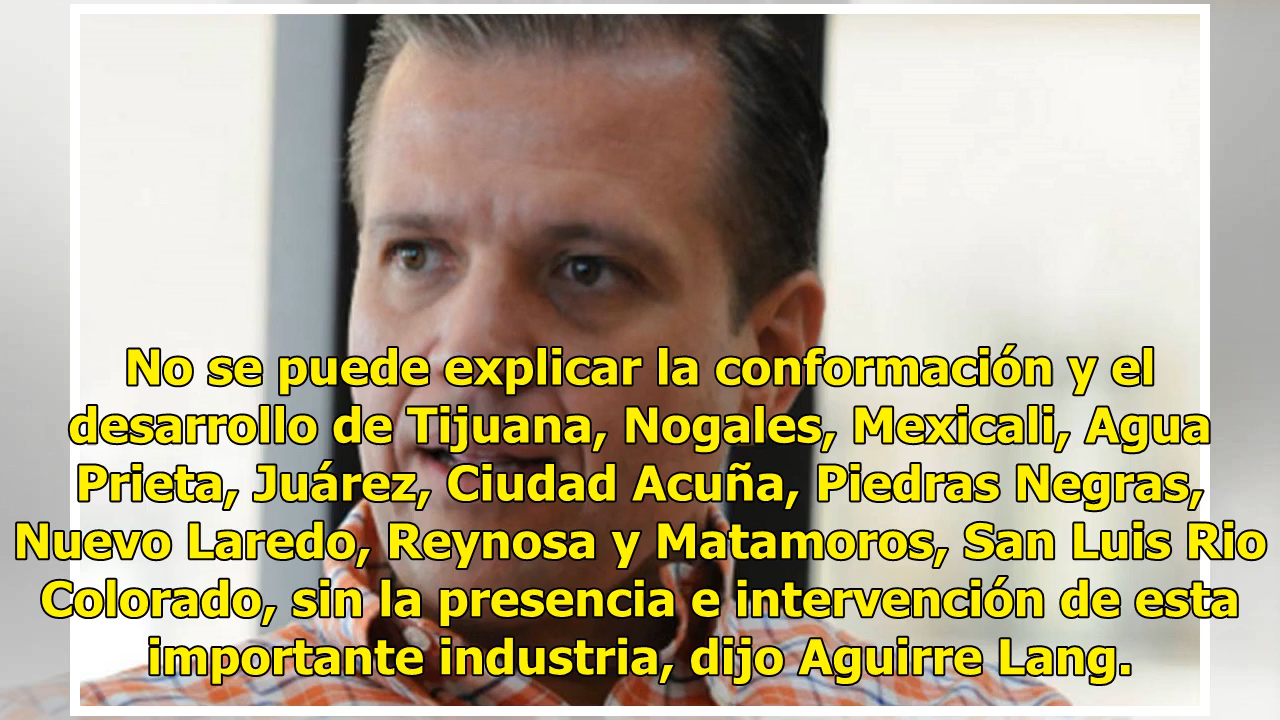 No se puede explicar la conformación y el
desarrollo de Tijuana, Nogales, Mexicali, Agua
Prieta, Juárez, Ciudad Acuña, Piedras Negras,
Nuevo Laredo, Reynosa y Matamoros, San Luis Rio
Colorado, sin la presencia e intervención de esta
importante industria, dijo Aguirre Lang.